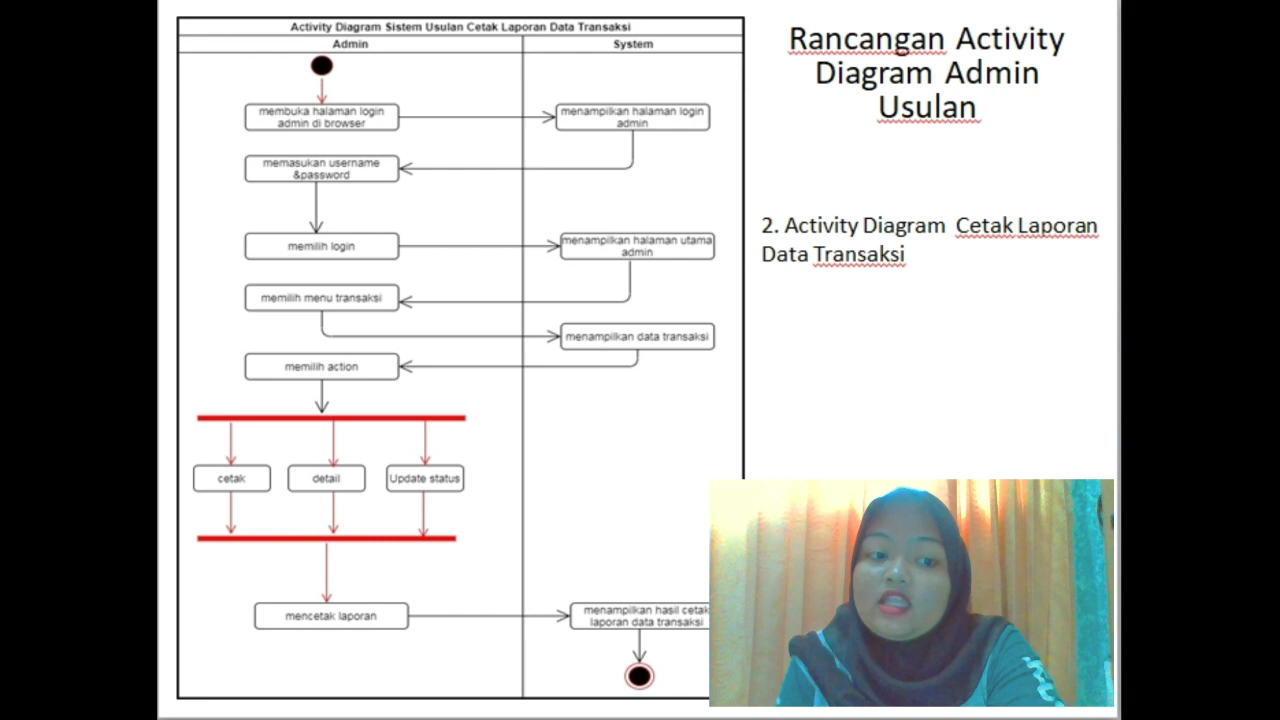 Activity Diagram Sistem Usulan Cetak Laporan Data Transaksi
Admin
System
membuka halaman login
admin di browser
menampilkan halaman login
admin
memasukan username
&password
memilih login
menampilkan halaman utama
admin
memilih menu transaksi
menampilkan data transaksi
memilih action
cetak
detail
Update status
mencetak laporan
menampilkan hasil cetak
laporan data transaksi
Rancangan Activity
Diagram Admin
Usulan
2. Activity Diagram Cetak Laporan
Data Transaksi